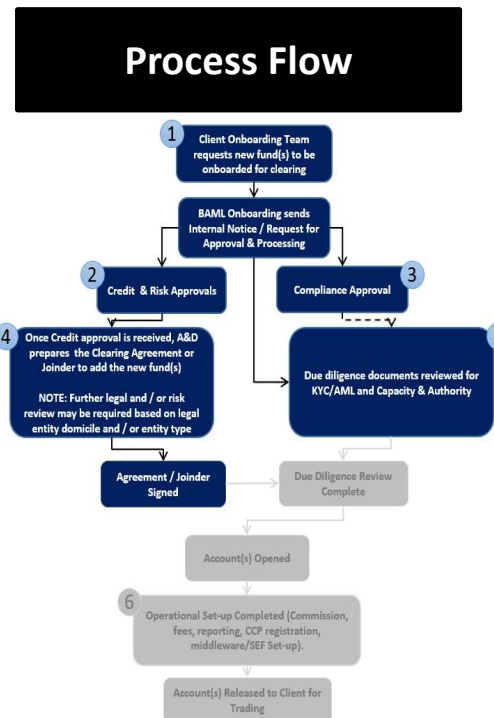 Process Flow
1
Client Onboarding Team
requests new fund(s) to be
onboarded for clearing
BAML Onboarding sends
Internal Notice / Request for
Approval & Processing
2
Credit & Risk Approvals
3
Compliance Approval
4
Once Credit approval is received, A&D
prepares the Clearing Agreement or
Joinder to add the new fund(s)
NOTE: Further legal and / or risk
review may be required based on legal
entity domicile and / or entity type
Due diligence documents reviewed for
KYC/AML and Capacity & Authority
Agreement / Joinder
Signed
Due Diligence Review
Complete
Account(s) Opened
6
Operational Set-up Completed (Commission,
fees, reporting, CCP registration,
middleware/SEF Set-up).
Account(s) Released to Client for
Trading